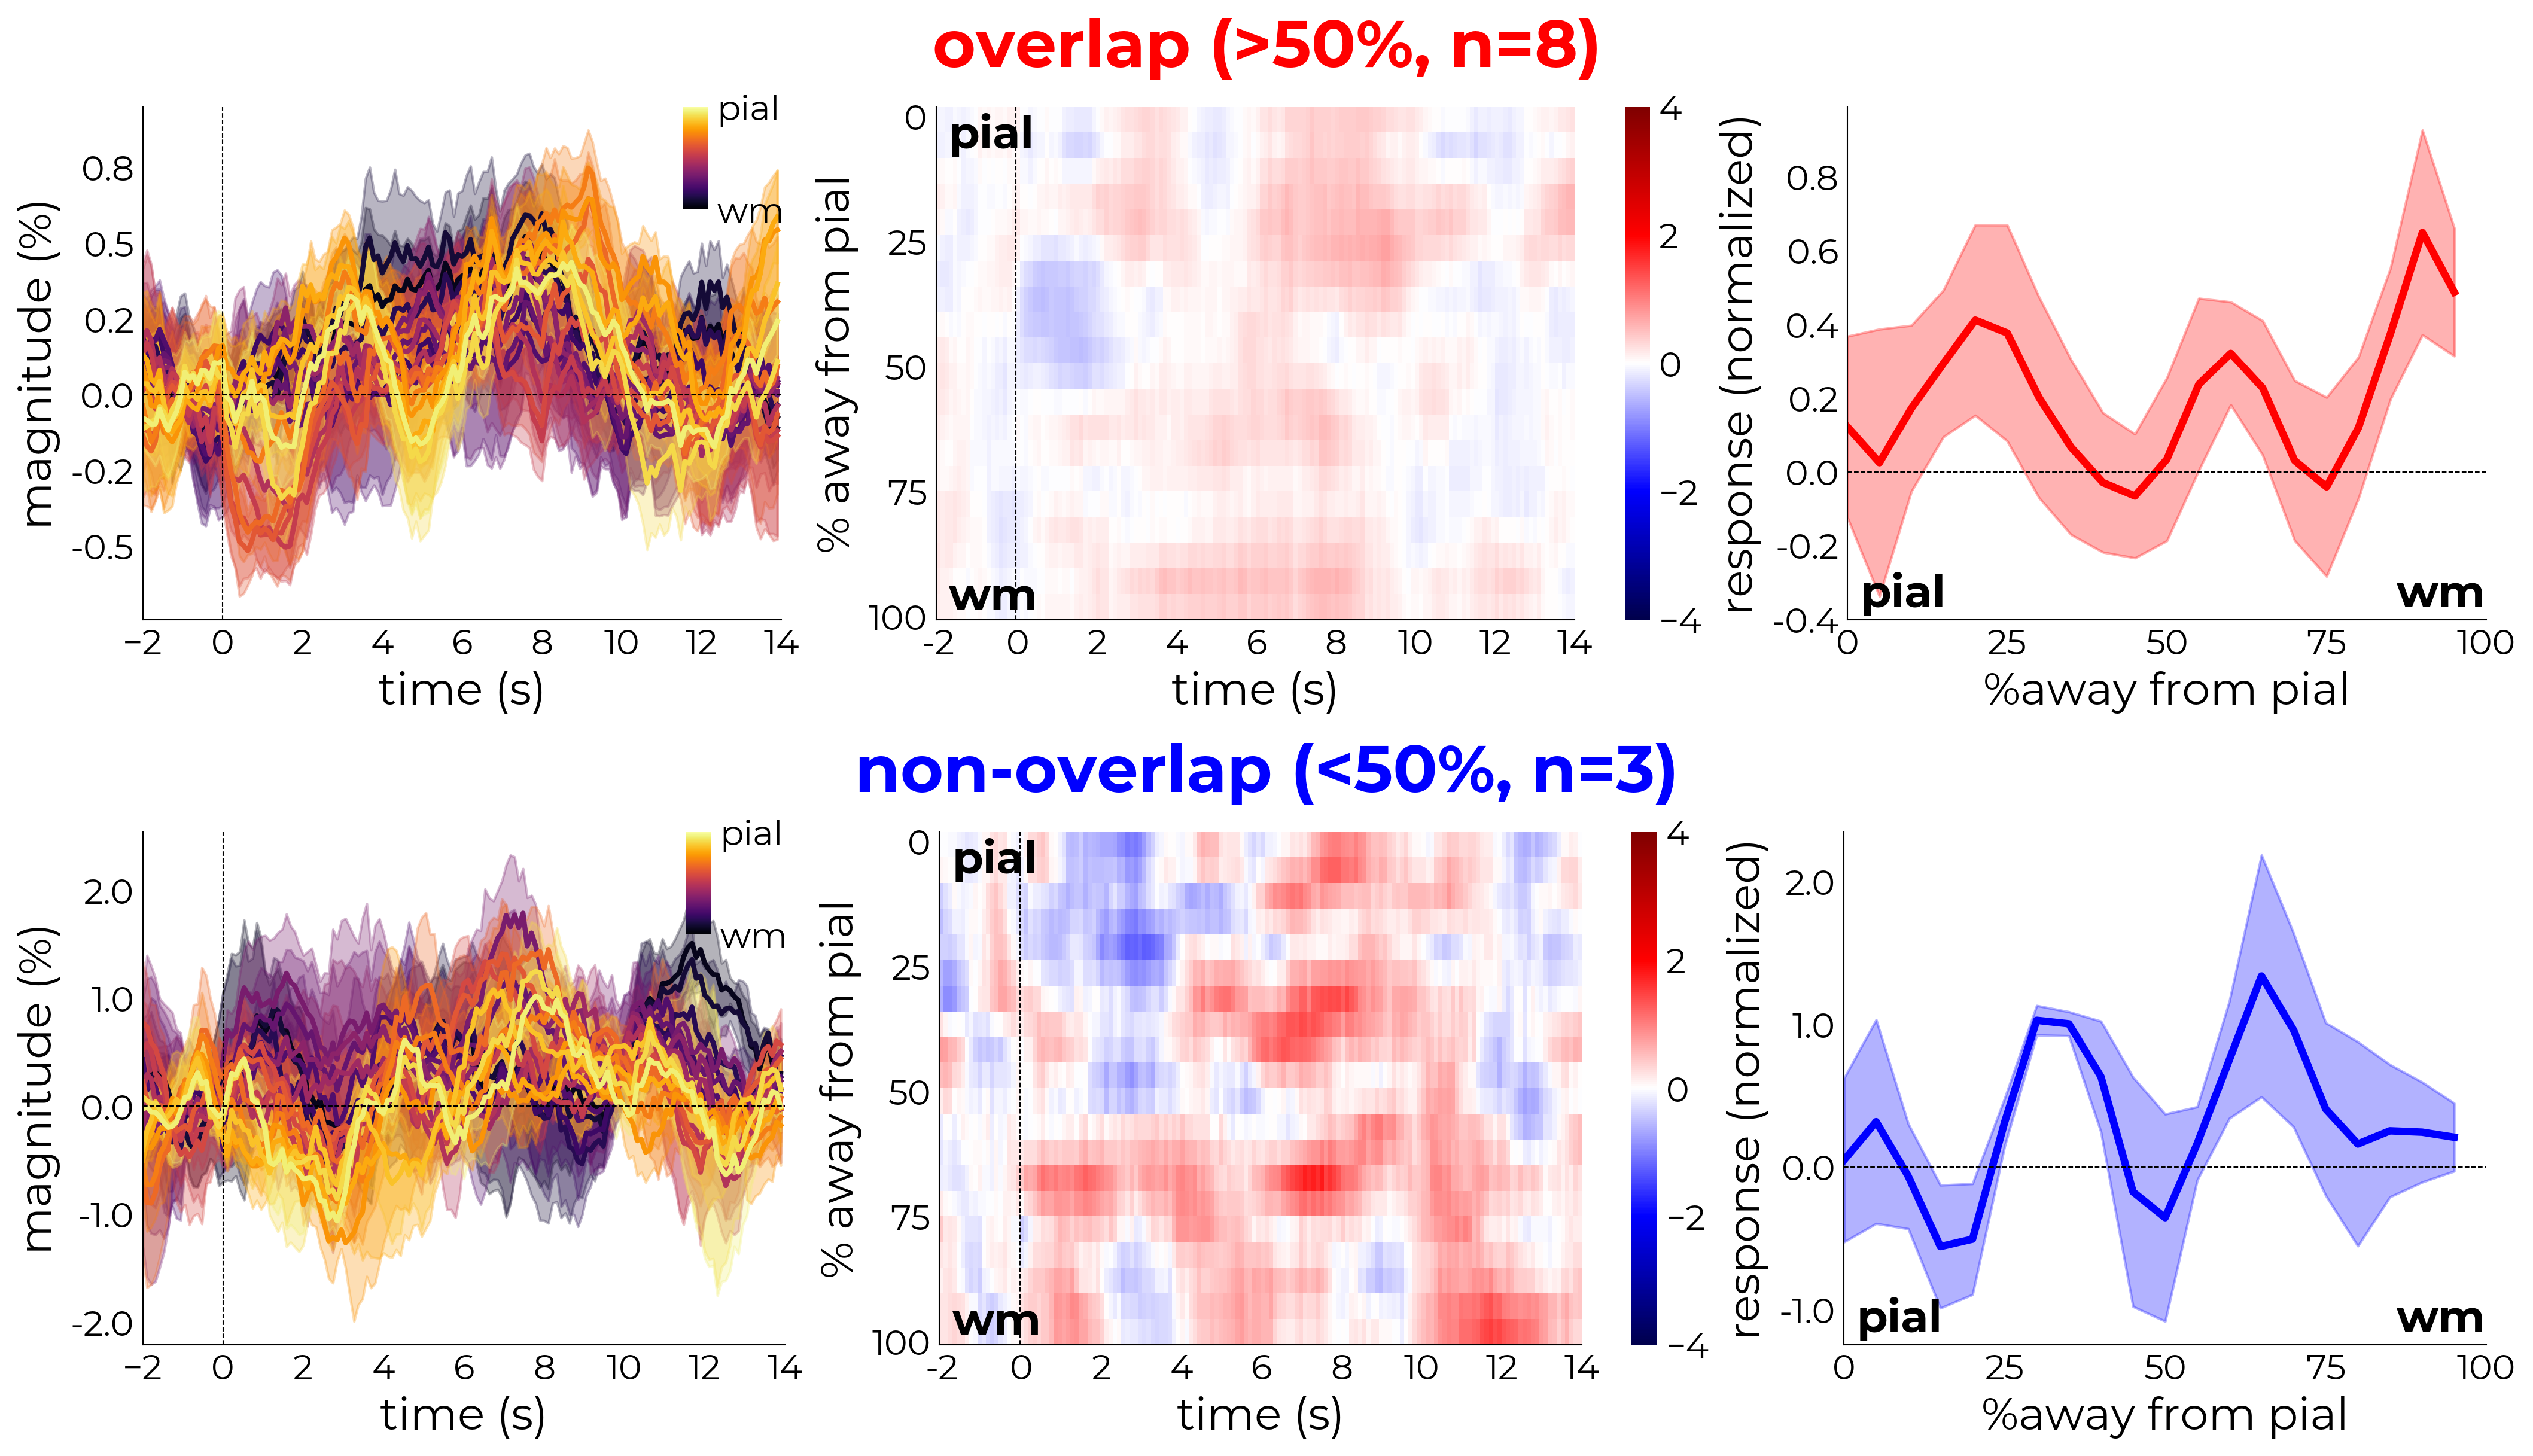 overlap (>50%, n=8)
magnitude (%)
0.8
0.5
0.2
0.0
-0.2
-0.5
pial
wm
−2 0 2 4 6 8 10 12 14
time (s)
% away from pial
0
25
50
75
100
pial
wm
-2 0 2 4 6 8 10 12 14
time (s)
4
2
0
−2
−4
response (normalized)
0.8
0.6
0.4
0.2
0.0
-0.2
-0.4
pial wm
0 25 50 75 100
%away from pial
non-overlap (<50%, n=3)
magnitude (%)
2.0
1.0
0.0
-1.0
-2.0
pial
wm
−2 0 2 4 6 8 10 12 14
time (s)
% away from pial
0
25
50
75
100
pial
wm
-2 0 2 4 6 8 10 12 14
time (s)
4
2
0
−2
−4
response (normalized)
2.0
1.0
0.0
-1.0
pial wm
0 25 50 75 100
%away from pial